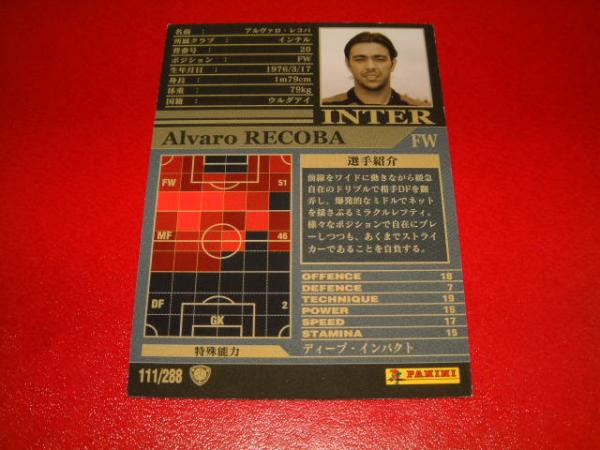 名前 : アルヴァロ・レコバ
所属クラブ : インテル
背番号 : 20
ポジション : FW
生年月日 : 1976/3/17
身長 : 1m79cm
体重 : 79kg
国籍 : ウルグアイ
INTER
Alvaro RECOBA FW
FW 51
MF 46
DF 2
GK
選手紹介
前線をワイドに動きながら緩急
自在のドリブルで相手DFを翻
弄し、爆発的なミドルでネット
を揺さぶるミラクルレフティ。
様々なポジションで自在にプレ
ーしつつも、あくまでストライ
カーであることを自負する。
OFFENCE 18
DEFENCE 7
TECHNIQUE 19
POWER 15
SPEED 17
STAMINA 15
特殊能力 ディープ・インパクト
111/288
PANINI